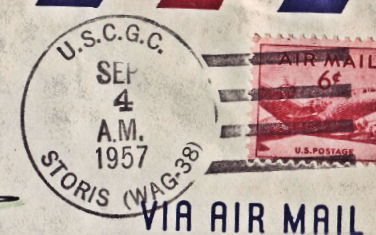 U.S.C.G.C.
SEP
4
A.M.
1957
STORIS (WAG-38)
AIR MAIL
6¢
U.S. POSTAGE
VIA AIR MAIL